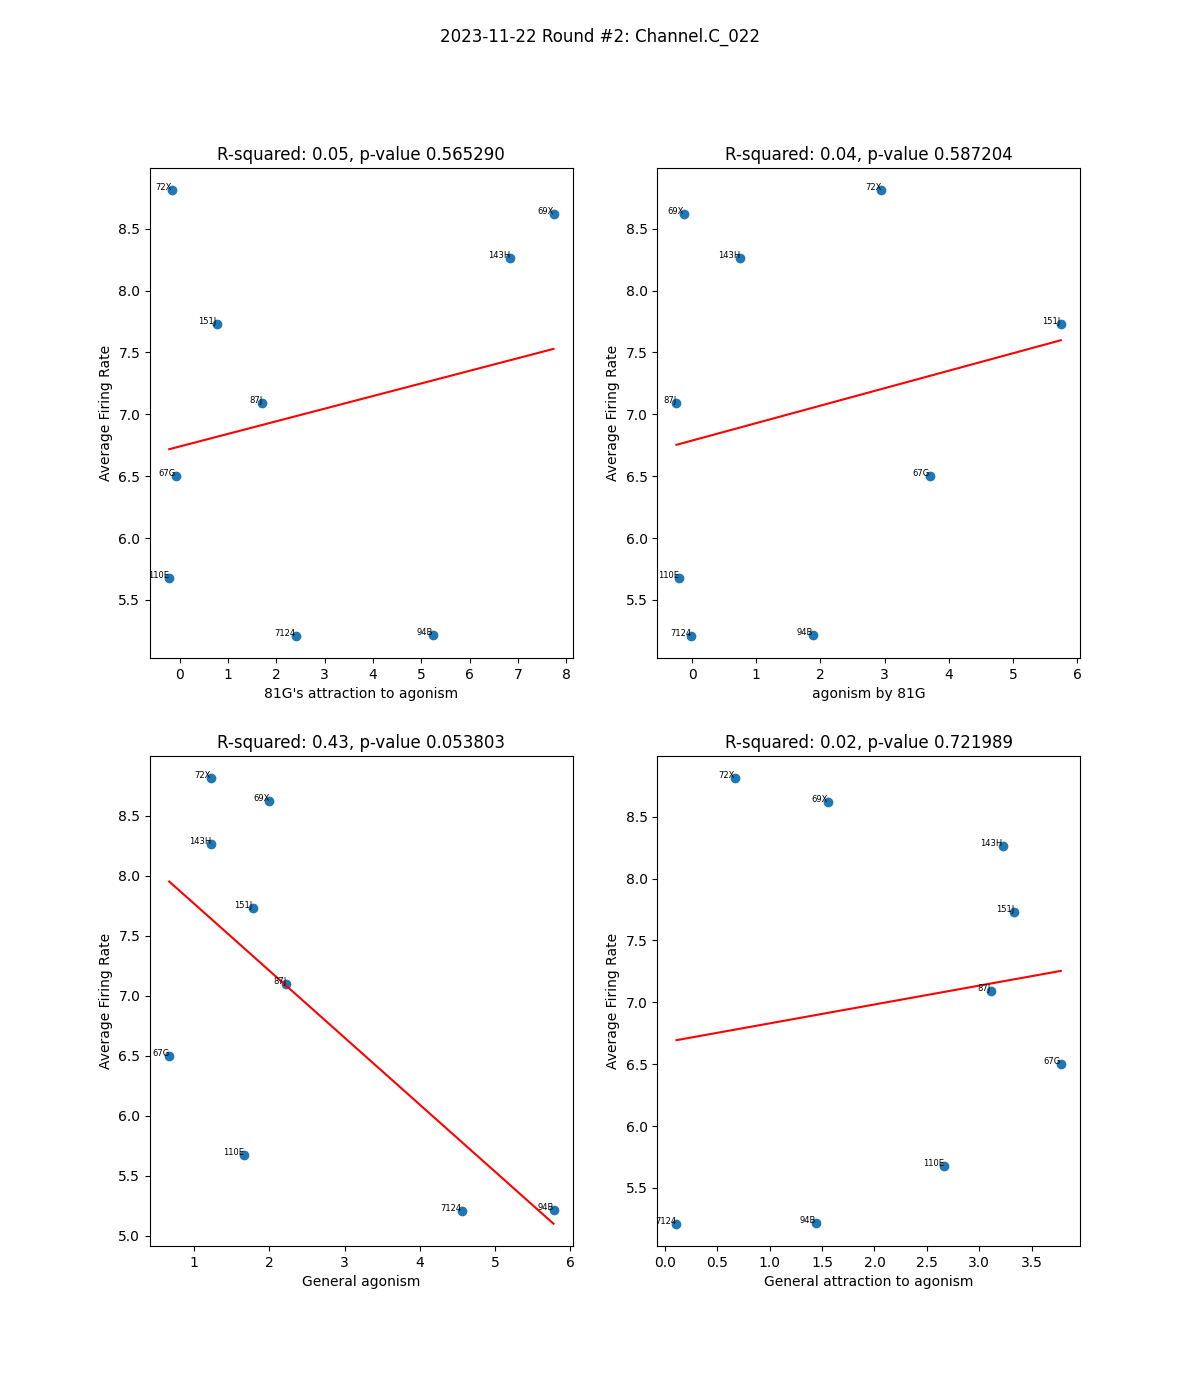 2023-11-22 Round #2: Channel.C_022
R-squared: 0.05, p-value 0.565290
72X
69X
143H
151J
87J
67G
110E
7124
94B
8.5
8.0
7.5
7.0
6.5
6.0
5.5
Average Firing Rate
0 1 2 3 4 5 6 7 8
81G's attraction to agonism
R-squared: 0.04, p-value 0.587204
72X
69X
143H
151J
87J
67G
110E
7124
94B
8.5
8.0
7.5
7.0
6.5
6.0
5.5
Average Firing Rate
0 1 2 3 4 5 6
agonism by 81G
R-squared: 0.43, p-value 0.053803
72X
69X
143H
151J
87J
67G
110E
7124
94B
8.5
8.0
7.5
7.0
6.5
6.0
5.5
5.0
Average Firing Rate
1 2 3 4 5 6
General agonism
R-squared: 0.02, p-value 0.721989
72X
69X
143H
151J
87J
67G
110E
7124
94B
8.5
8.0
7.5
7.0
6.5
6.0
5.5
Average Firing Rate
0.0 0.5 1.0 1.5 2.0 2.5 3.0 3.5
General attraction to agonism